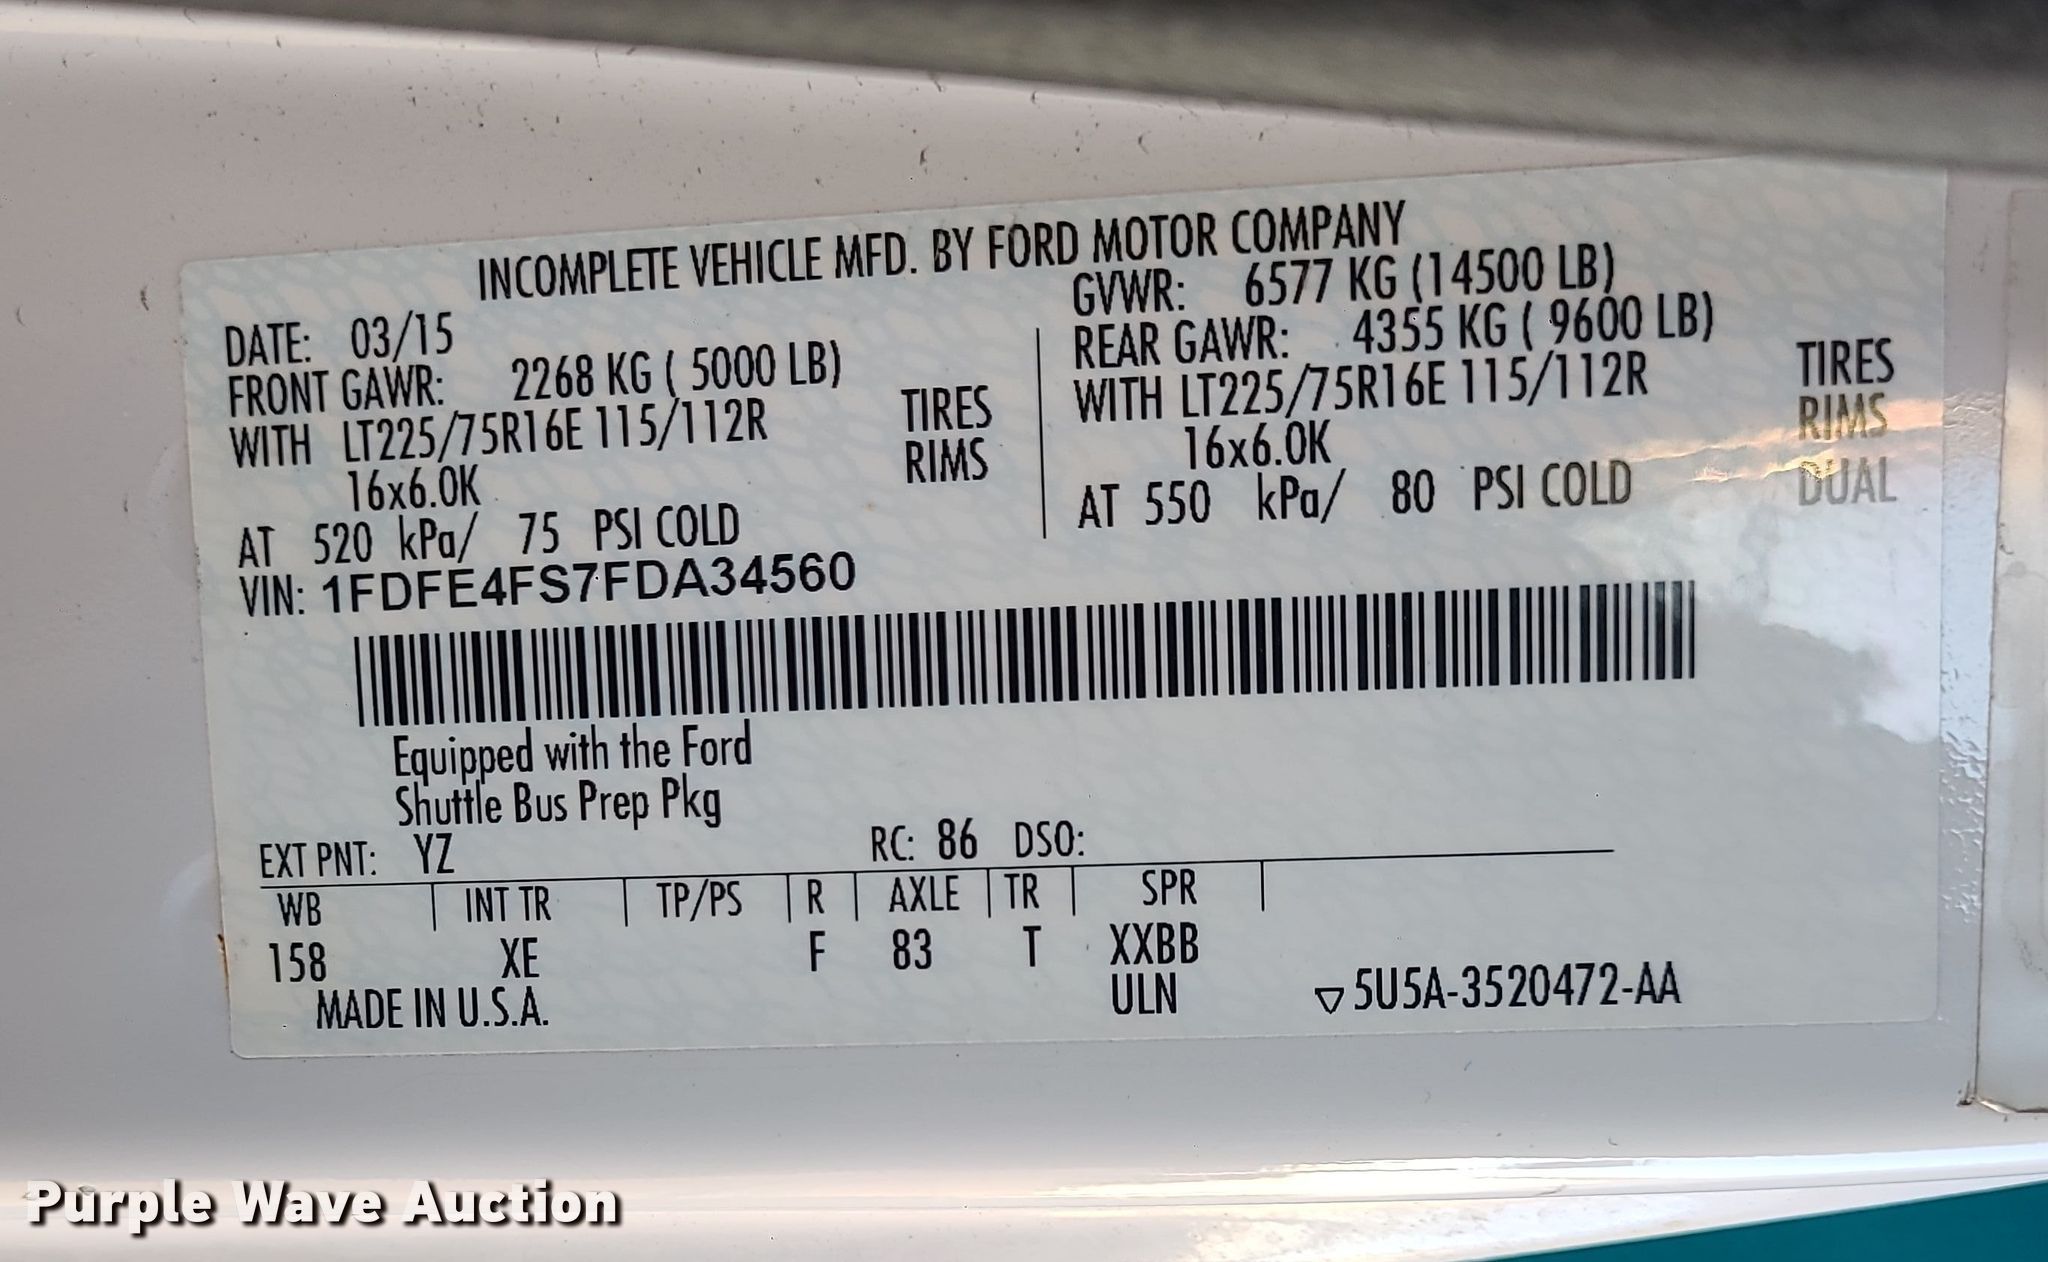 INCOMPLETE VEHICLE MFD. BY FORD MOTOR COMPANY
DATE: 03/15
FRONT GAWR: 2268 KG ( 5000 LB)
WITH LT225/75R16E 115/112R TIRES
16x6.0K RIMS
AT 520 kPa/ 75 PSI COLD
GVWR: 6577 KG (14500 LB)
REAR GAWR: 4355 KG ( 9600 LB)
WITH LT225/75R16E 115/112R TIRES
16x6.0K RIMS
AT 550 kPa/ 80 PSI COLD DUAL
VIN: 1FDFE4FS7FDA34560
Equipped with the Ford
Shuttle Bus Prep Pkg
EXT PNT: YZ RC: 86 DSO:
WB INT TR TP/PS R AXLE TR SPR
158 XE F 83 T XXBB
MADE IN U.S.A. ULN ▽5U5A-3520472-AA
Purple Wave Auction